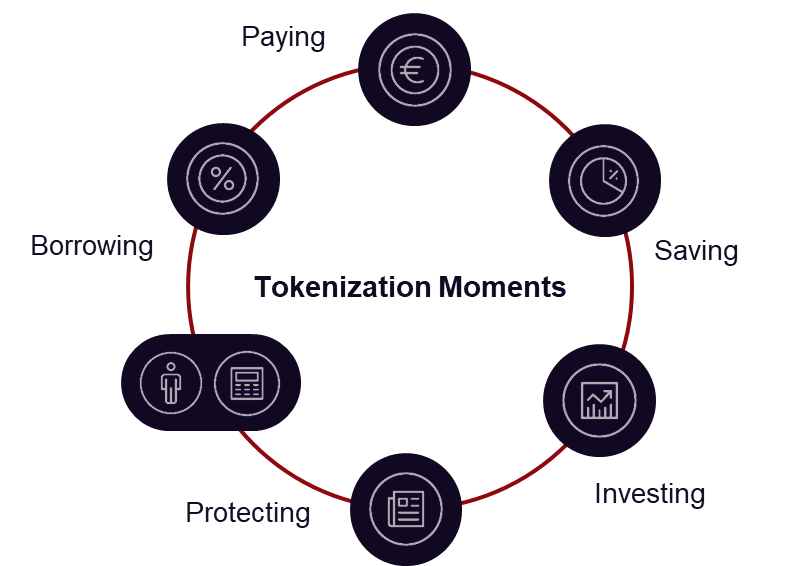 Paying
Borrowing
Saving
Tokenization Moments
Investing
Protecting